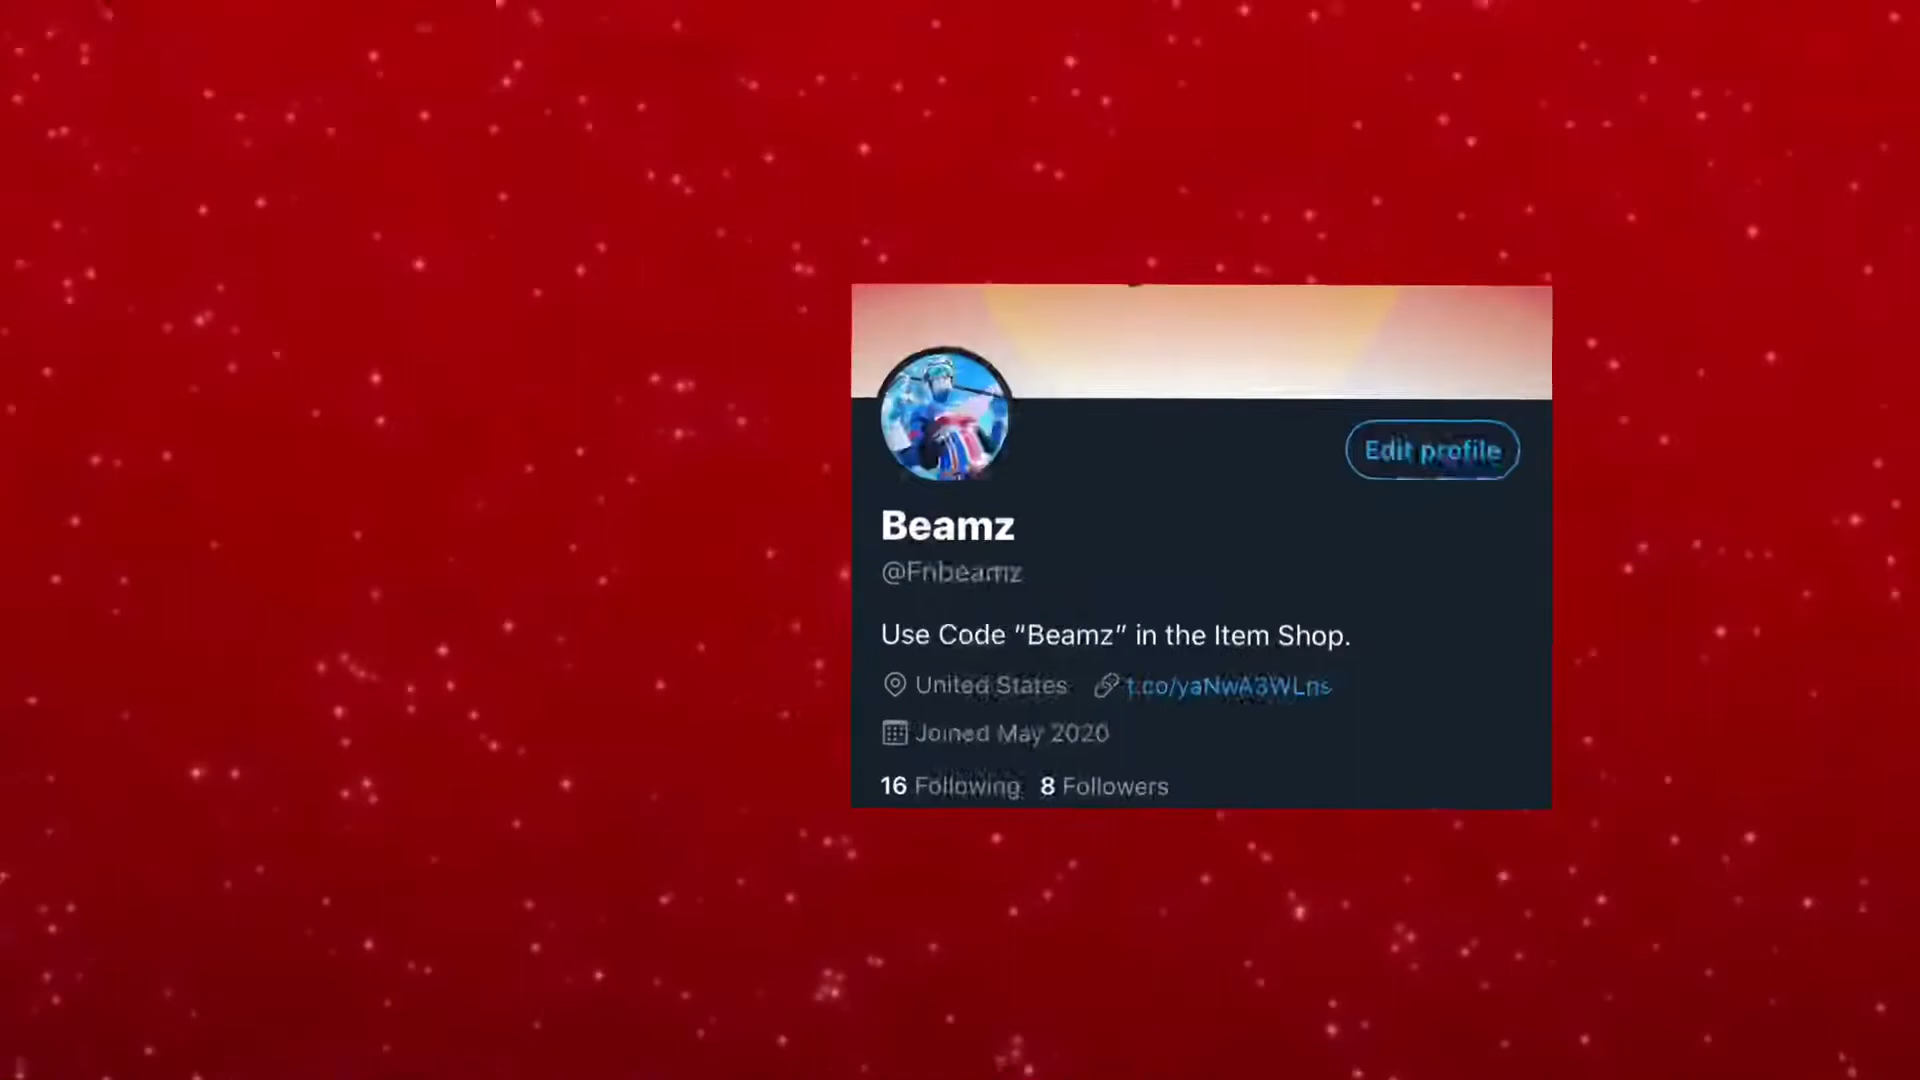 Edit profile
Beamz
@Fnbeamz
Use Code "Beamz" in the Item Shop.
United States t.co/yaNwA3WLns
Joined May 2020
16 Following 8 Followers